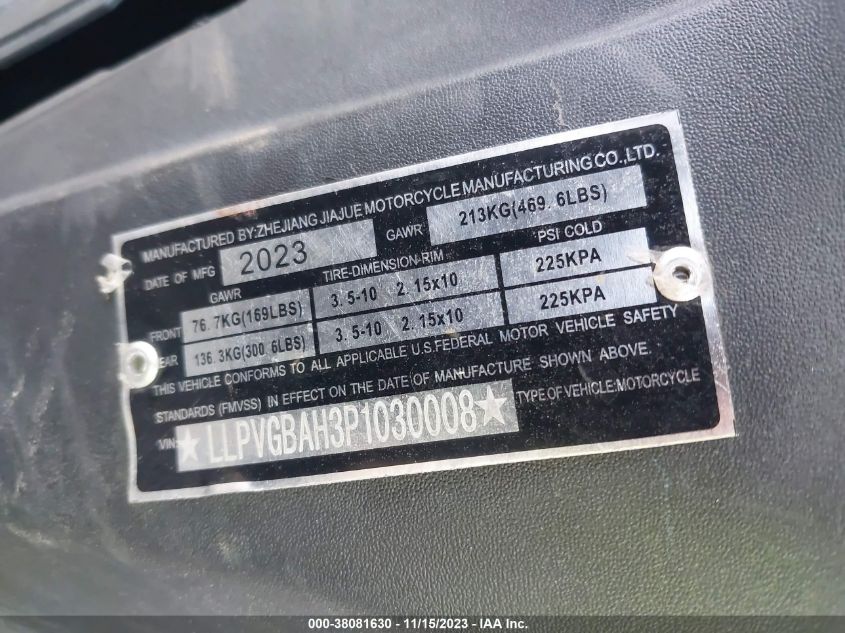 MANUFACTURED BY:ZHEJIANG JIAJUE MOTORCYCLE MANUFACTURING CO.,LTD.
DATE OF MFG 2023 GAWR 213KG(469. 6LBS)
GAWR TIRE-DIMENSION-RIM PSI COLD
FRONT 76. 7KG(169LBS) 3. 5-10 2. 15x10 225KPA
REAR 136. 3KG(300. 6LBS) 3. 5-10 2. 15x10 225KPA
THIS VEHICLE CONFORMS TO ALL APPLICABLE U.S.FEDERAL MOTOR VEHICLE SAFETY
STANDARDS (FMVSS) IN EFFECT ON THE DATE OF MANUFACTURE SHOWN ABOVE.
VIN: ★LLPVGBAH3P1030008★ TYPE OF VEHICLE:MOTORCYCLE
000-38081630 - 11/15/2023 - IAA Inc.